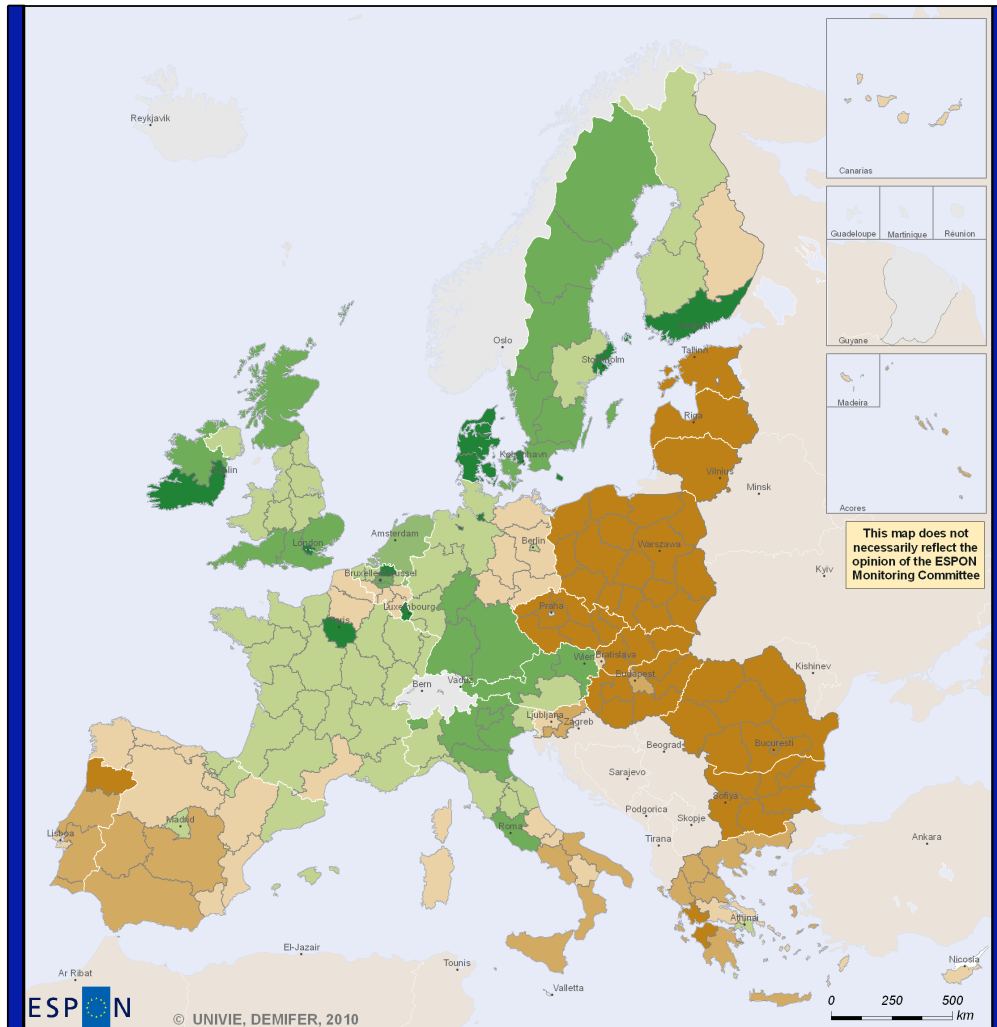 Canarias
Reykjavik
Guadeloupe
Martinique
Réunion
Guyane
Oslo
Stockholm
Tallinn
Madeira
Riga
København
Vilnius
Minsk
Acores
Amsterdam
London
Berlin
Warszawa
This map does not
necessarily reflect the
opinion of the ESPON
Monitoring Committee
Kyiv
Luxembourg
Praha
Wien
Bratislava
Kishinev
Bern
Vaduz
Budapest
Ljubljana
Zagreb
Beograd
Bucuresti
Sarajevo
Sofiya
Podgorica
Skopje
Madrid
Lisboa
Roma
Tirana
Ankara
Athinai
El-Jazair
Tounis
Nicosia
Ar Ribat
Valletta
ESPON
© UNIVIE, DEMIFER, 2010
0 250 500
km